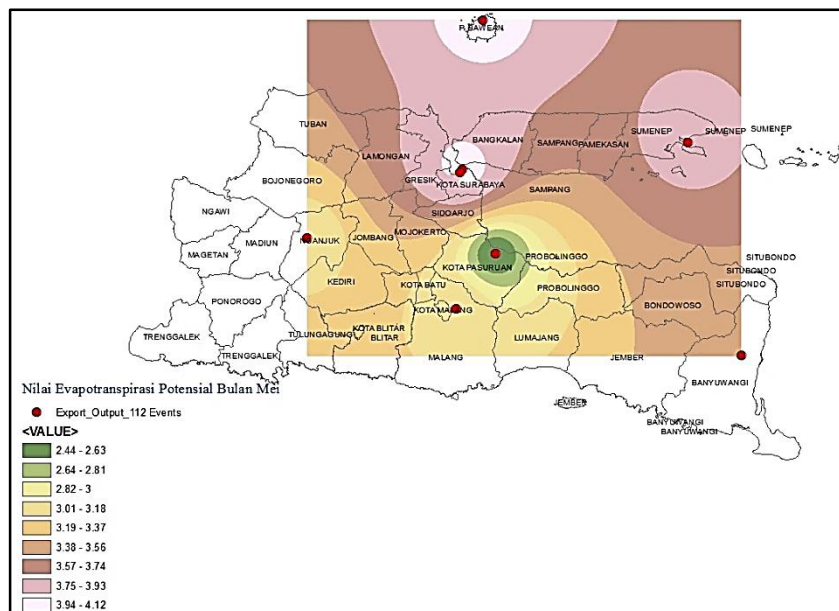 P. BAWEAN
TUBAN
LAMONGAN
GRESIK
BANGKALAN
SAMPANG
PAMEKASAN
SUMENEP
SUMENEP
SUMENEP
KOTA SURABAYA
SAMPANG
BOJONEGORO
SIDOARJO
NGAWI
MADIUN
NGANJUK
JOMBANG
MOJOKERTO
MAGETAN
KOTA PASURUAN
PROBOLINGGO
SITUBONDO
SITUBONDO
SITUBONDO
KEDIRI
KOTA BATU
PROBOLINGGO
BONDOWOSO
PONOROGO
KOTA MALANG
TRENGGALEK
TULUNGAGUNG
KOTA BLITAR
BLITAR
LUMAJANG
TRENGGALEK
MALANG
JEMBER
BANYUWANGI
JEMBER
BANYUWANGI
BANYUWANGI
Nilai Evapotranspirasi Potensial Bulan Mei
Export_Output_112 Events
<VALUE>
2.44 - 2.63
2.64 - 2.81
2.82 - 3
3.01 - 3.18
3.19 - 3.37
3.38 - 3.56
3.57 - 3.74
3.75 - 3.93
3.94 - 4.12